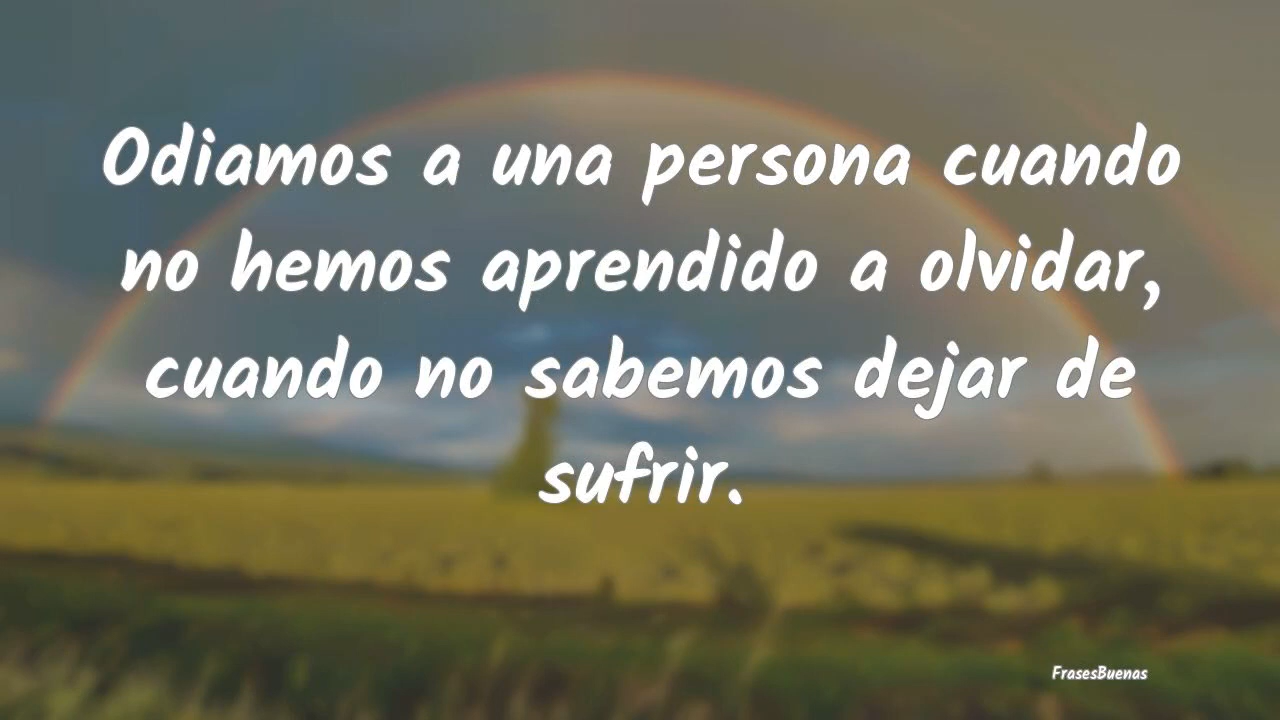 Odiamos a una persona cuando
no hemos aprendido a olvidar,
cuando no sabemos dejar de
sufrir.
FrasesBuenas